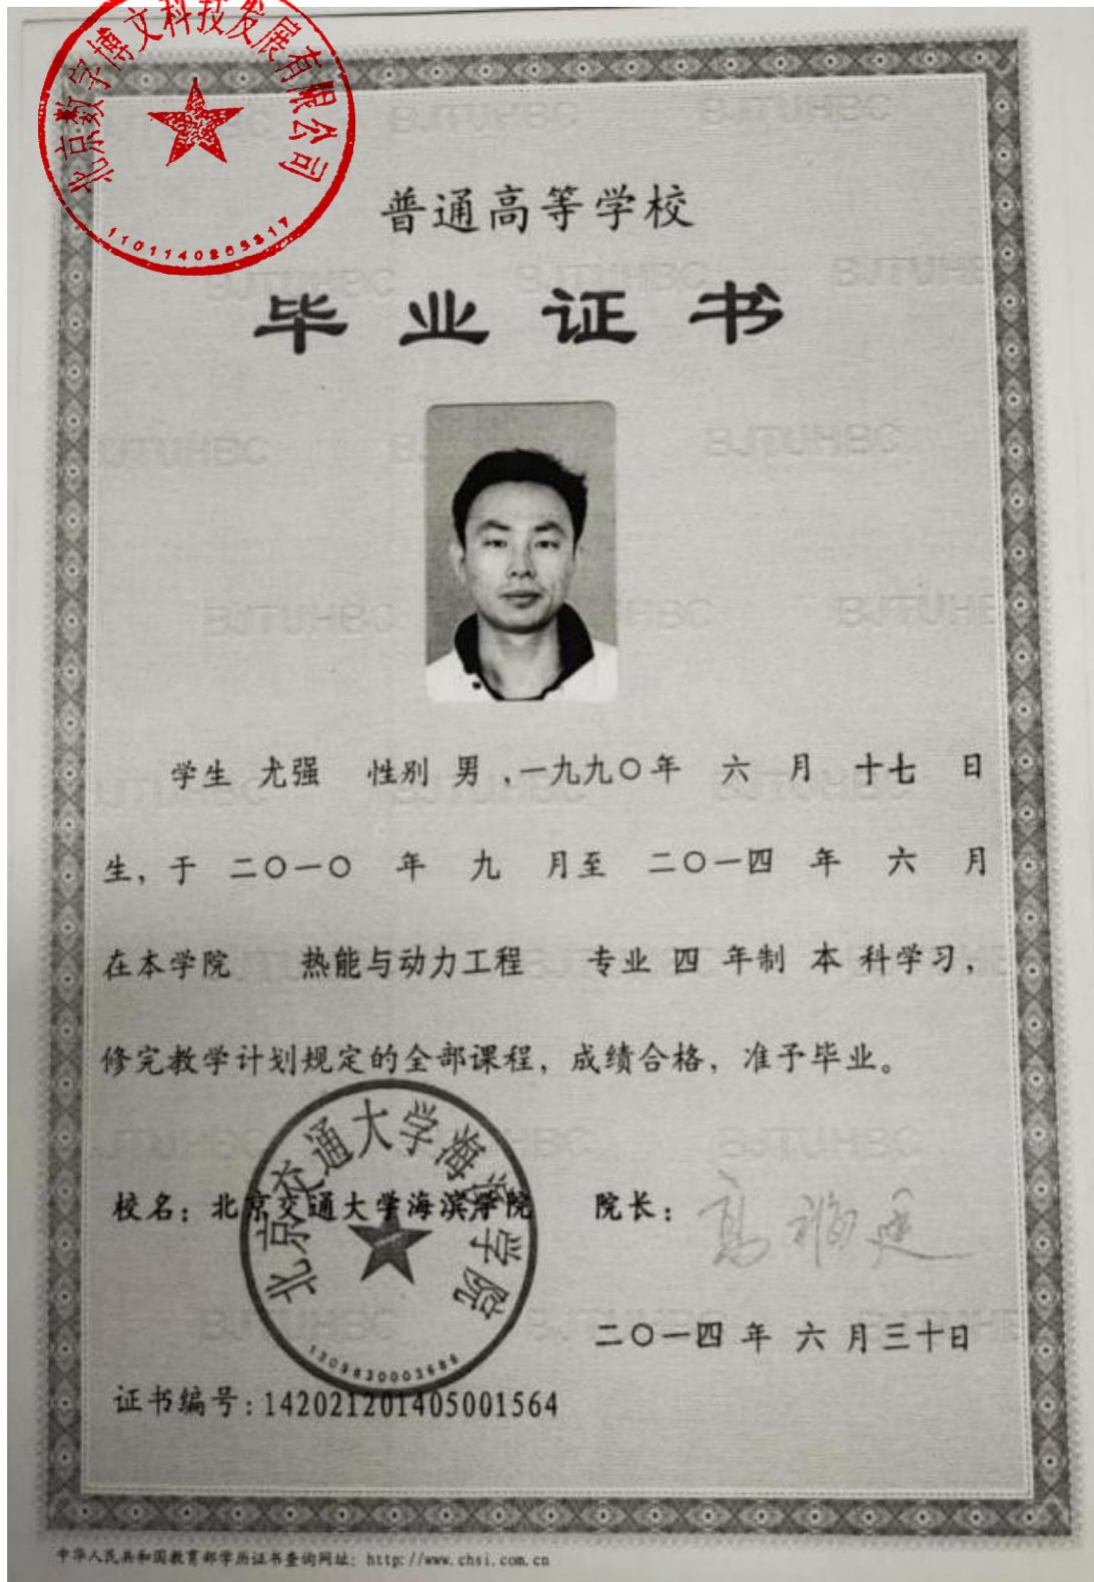 北京数字博文科技发展有限公司
普通高等学校
毕业证书
学生 尤强 性别 男 ,一九九〇年 六 月 十七 日
生, 于 二〇一〇 年 九 月至 二〇一四 年 六 月
在本学院 热能与动力工程 专业 四 年制 本 科学习,
修完教学计划规定的全部课程, 成绩合格, 准予毕业。
北京交通大学海滨学院
校名: 北京交通大学海滨学院 院长:
二〇一四 年 六 月三十日
证书编号: 142021201405001564
中华人民共和国教育部学历证书查询网址: http://www.chsi.com.cn